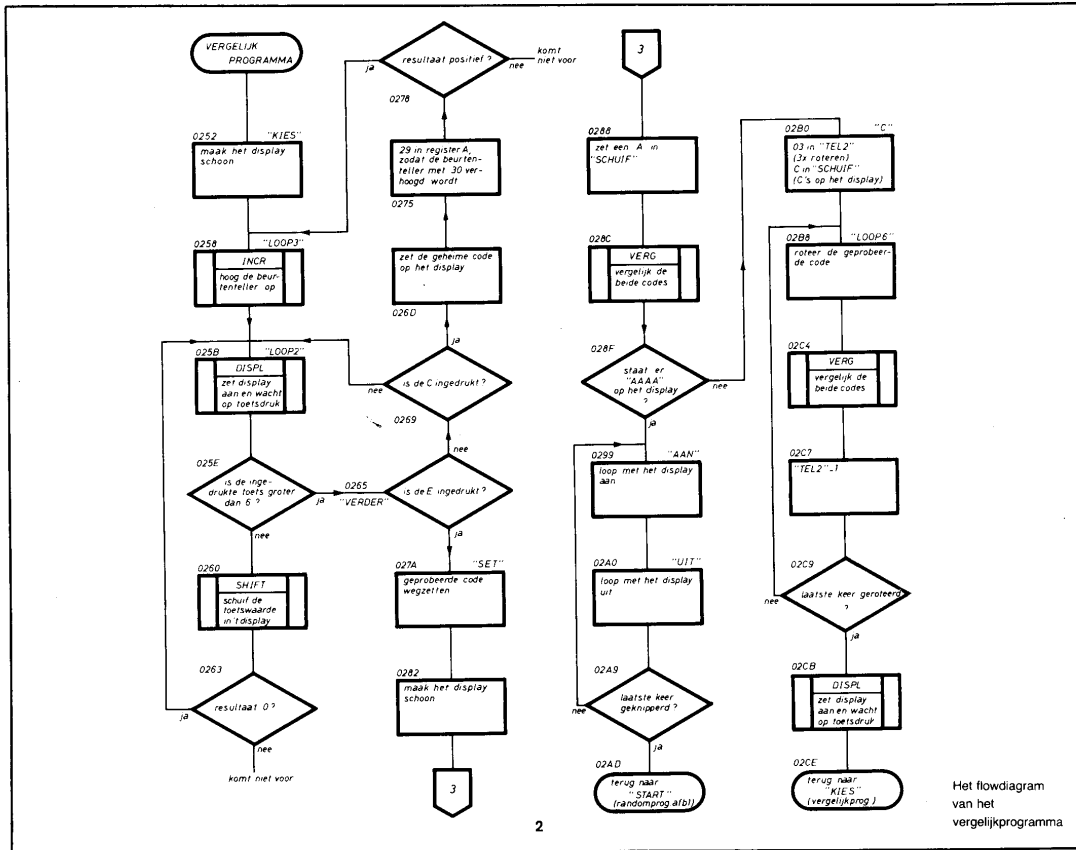 VERGELIJK
PROGRAMMA
0252
"KIES"
maak het display
schoon
0258
"LOOP3"
INCR
hoog de beur-
tenteller op
025B
"LOOP2"
DISPL
zet display
aan en wacht
op toetsdruk
025E
is de inge-
drukte toets groter
dan 6 ?
ja
nee
0260
SHIFT
schuif de
toetswaarde
in 't display
0263
resultaat 0 ?
ja
nee
komt niet voor
resultaat positief ?
ja
nee
komt
niet voor
0278
29 in register A,
zodat de beurten-
teller met 30 ver-
hoogd wordt
0275
zet de geheime code
op het display
026D
ja
is de C ingedrukt ?
nee
0269
nee
0265
"VERDER"
is de E ingedrukt ?
ja
027A
"SET"
geprobeerde code
wegzetten
0282
maak het display
schoon
3
3
0288
zet een A in
"SCHUIF"
028C
VERG
vergelijk de
beide codes
028F
staat er
"AAAA"
op het display
?
nee
ja
0299
"AAN"
loop met het display
aan
02A0
"UIT"
loop met het display
uit
02A9
laatste keer
geknipperd ?
nee
ja
02AD
terug naar
"START"
(randomprog. afb1)
02B0
"C"
03 in "TEL2"
(3x roteren)
C in "SCHUIF"
(C's op het display)
02B8
"LOOP6"
roteer de geprobeer-
de code
02C4
VERG
vergelijk de
beide codes
02C7
"TEL2"-1
02C9
laatste keer geroteerd
?
nee
ja
02CB
DISPL
zet display
aan en wacht
op toetsdruk
02CE
terug naar
"KIES"
(vergelijkprog.)
2
Het flowdiagram
van het
vergelijkprogramma